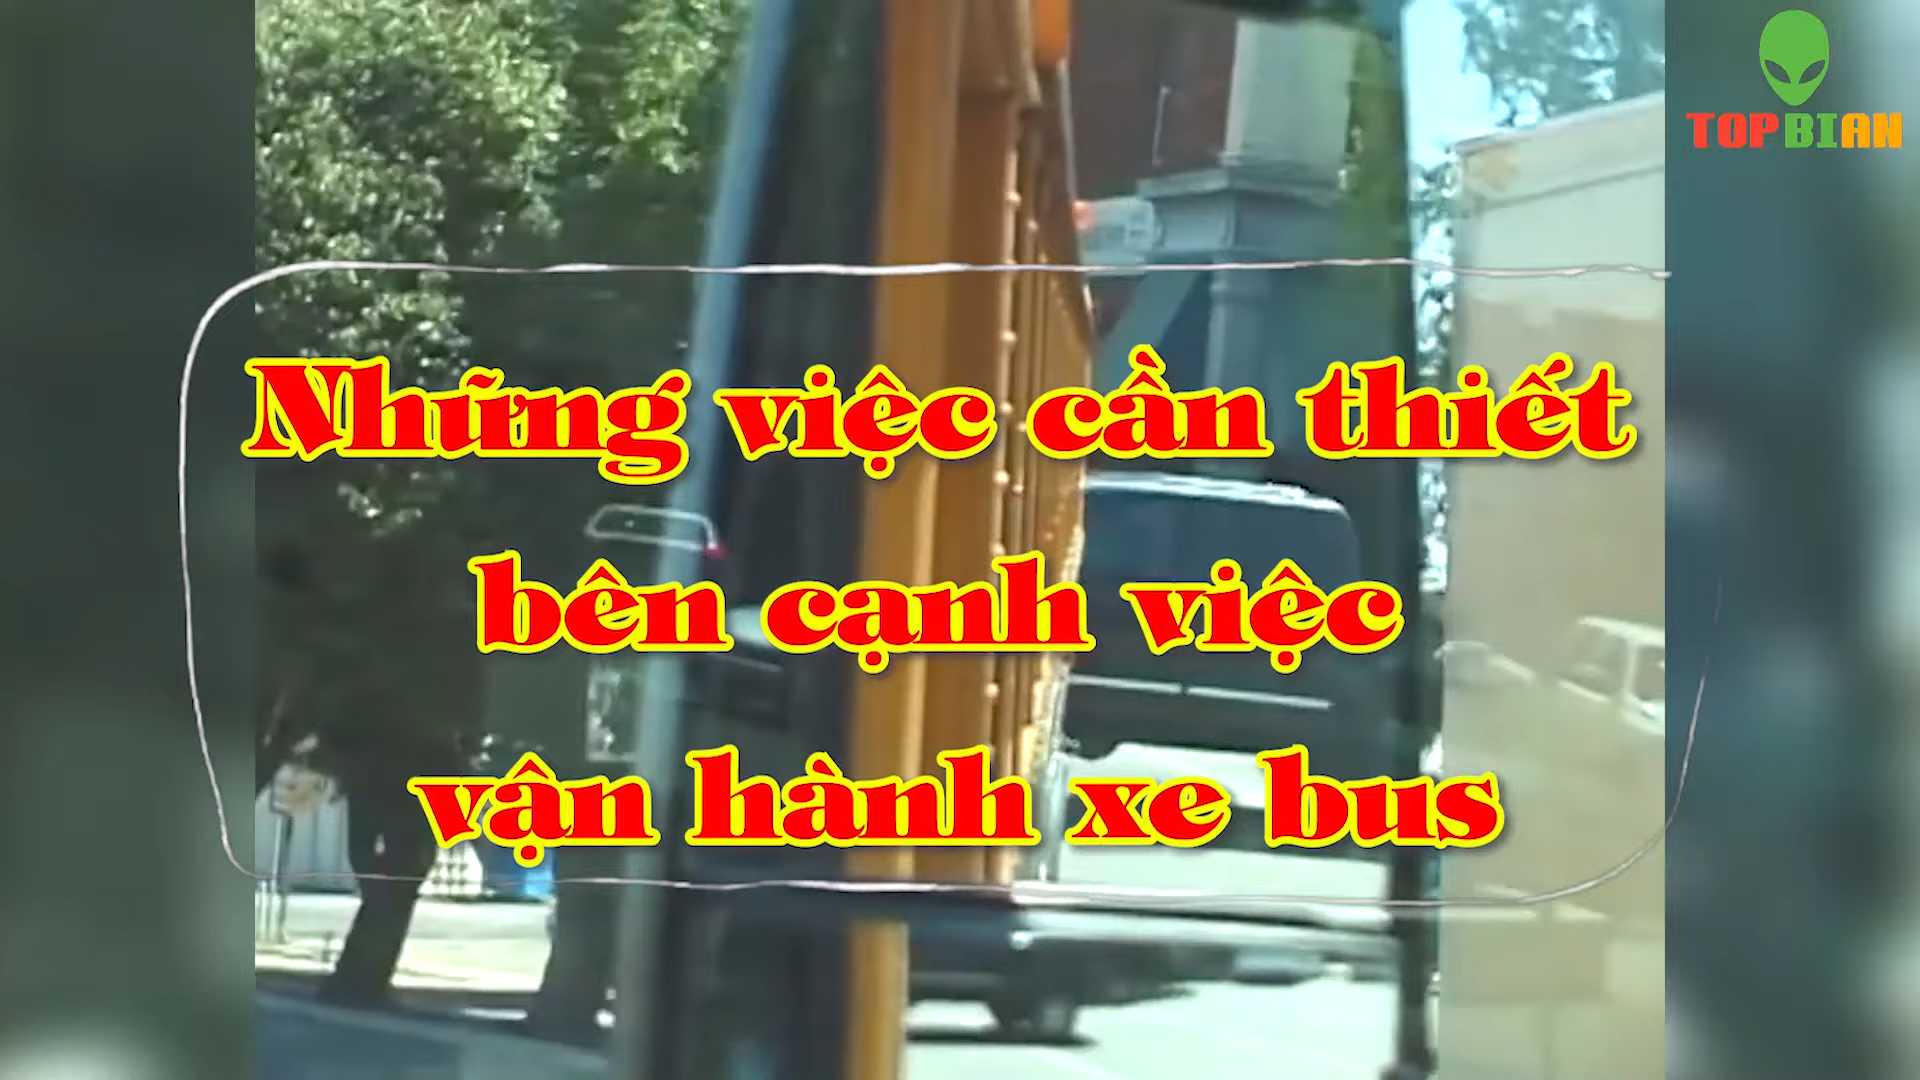 TOPBIAN
Những việc cần thiết
bên cạnh việc
vận hành xe bus